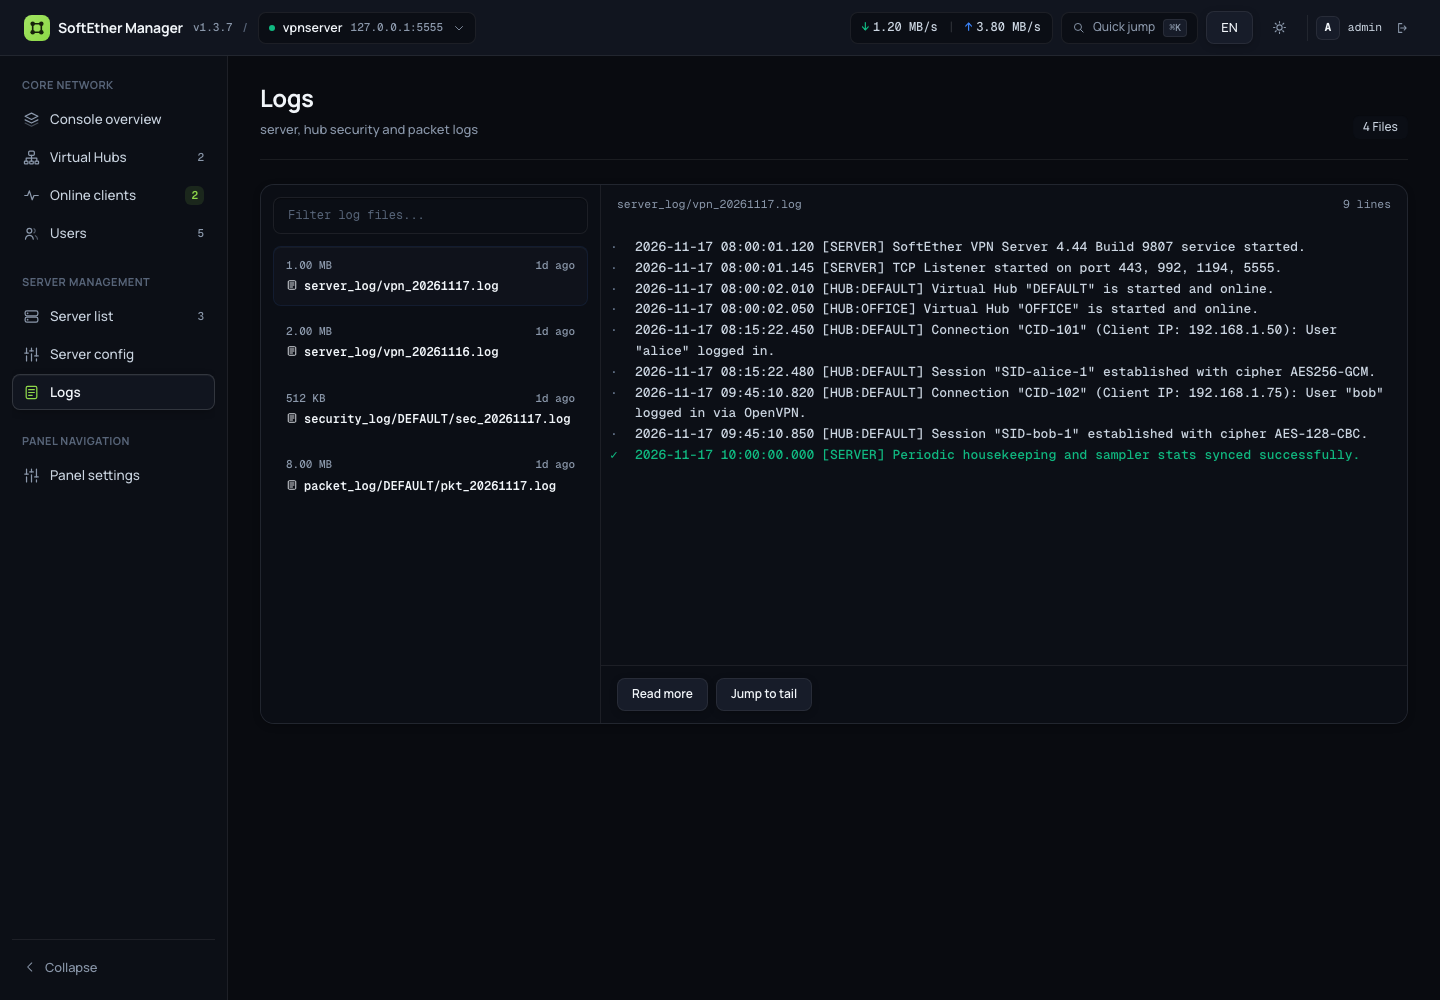 SoftEther Manager v1.3.7 / vpnserver 127.0.0.1:5555
1.20 MB/s 3.80 MB/s Quick jump ⌘K EN A admin
CORE NETWORK
Console overview
Virtual Hubs 2
Online clients 2
Users 5
SERVER MANAGEMENT
Server list 3
Server config
Logs
PANEL NAVIGATION
Panel settings
Collapse
Logs
server, hub security and packet logs
4 Files
Filter log files...
1.00 MB 1d ago
server_log/vpn_20261117.log
2.00 MB 1d ago
server_log/vpn_20261116.log
512 KB 1d ago
security_log/DEFAULT/sec_20261117.log
8.00 MB 1d ago
packet_log/DEFAULT/pkt_20261117.log
server_log/vpn_20261117.log 9 lines
· 2026-11-17 08:00:01.120 [SERVER] SoftEther VPN Server 4.44 Build 9807 service started.
· 2026-11-17 08:00:01.145 [SERVER] TCP Listener started on port 443, 992, 1194, 5555.
· 2026-11-17 08:00:02.010 [HUB:DEFAULT] Virtual Hub "DEFAULT" is started and online.
· 2026-11-17 08:00:02.050 [HUB:OFFICE] Virtual Hub "OFFICE" is started and online.
· 2026-11-17 08:15:22.450 [HUB:DEFAULT] Connection "CID-101" (Client IP: 192.168.1.50): User
"alice" logged in.
· 2026-11-17 08:15:22.480 [HUB:DEFAULT] Session "SID-alice-1" established with cipher AES256-GCM.
· 2026-11-17 09:45:10.820 [HUB:DEFAULT] Connection "CID-102" (Client IP: 192.168.1.75): User "bob"
logged in via OpenVPN.
· 2026-11-17 09:45:10.850 [HUB:DEFAULT] Session "SID-bob-1" established with cipher AES-128-CBC.
✓ 2026-11-17 10:00:00.000 [SERVER] Periodic housekeeping and sampler stats synced successfully.
Read more Jump to tail